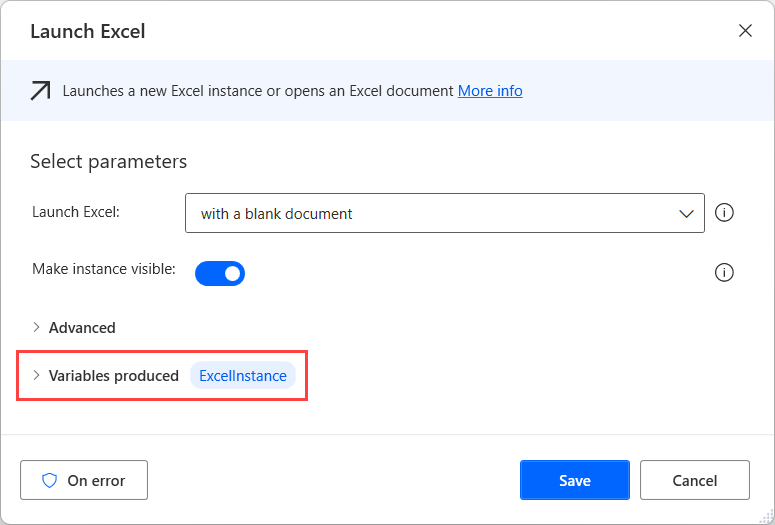 Launch Excel
Launches a new Excel instance or opens an Excel document More info
Select parameters
Launch Excel: with a blank document
Make instance visible:
Advanced
Variables produced ExcelInstance
On error Save Cancel